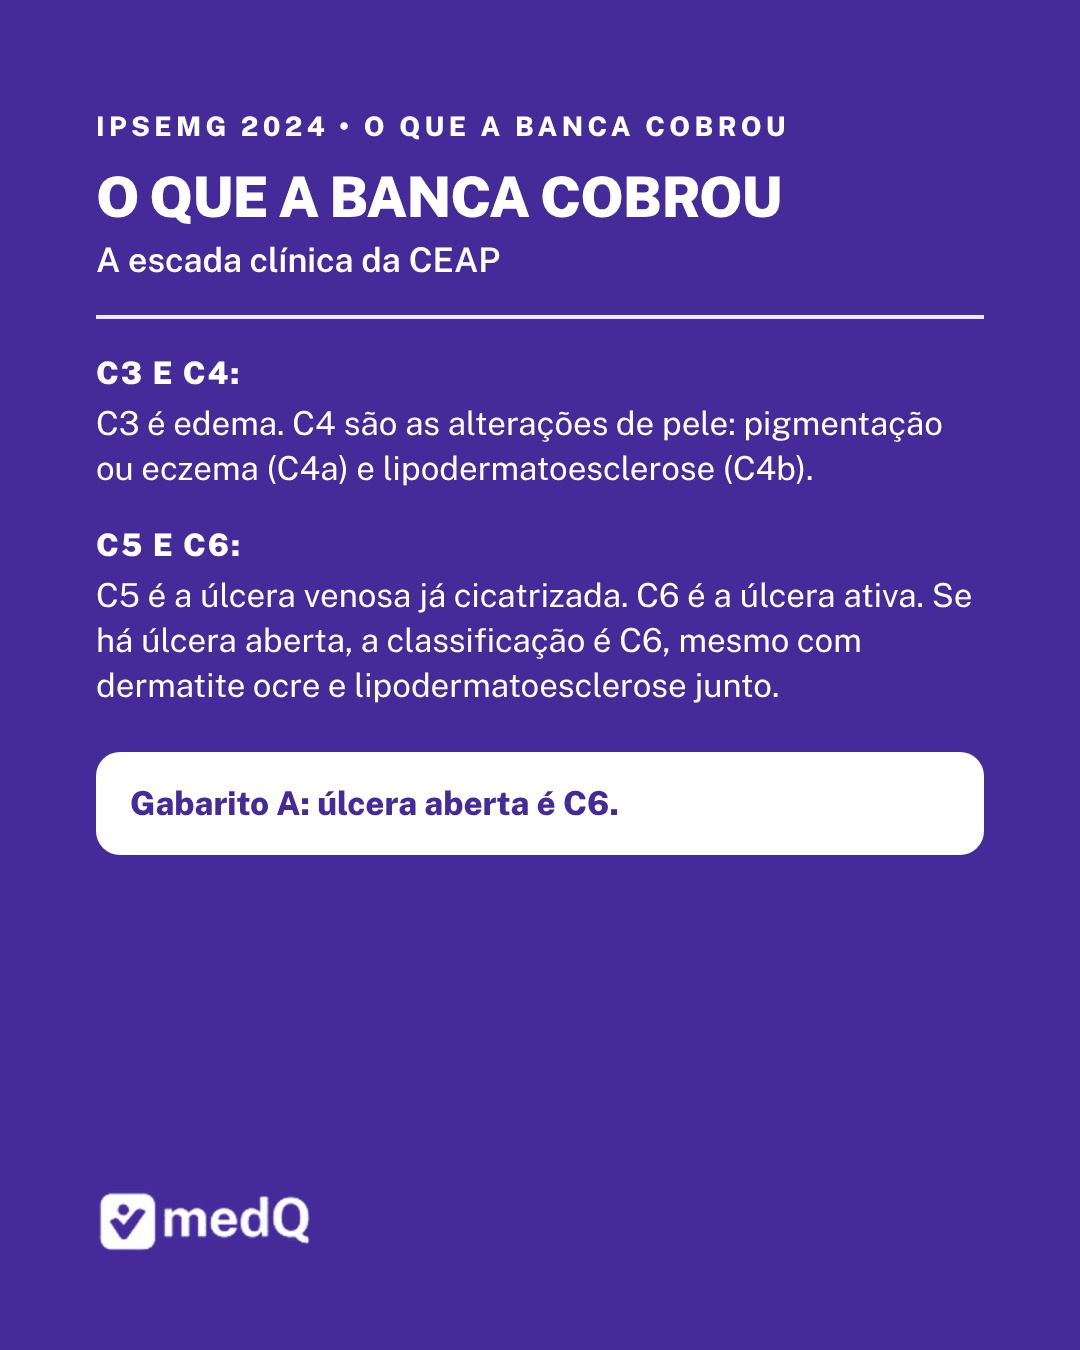 IPSEMG 2024 • O QUE A BANCA COBROU
O QUE A BANCA COBROU
A escada clínica da CEAP
C3 E C4:
C3 é edema. C4 são as alterações de pele: pigmentação
ou eczema (C4a) e lipodermatoesclerose (C4b).
C5 E C6:
C5 é a úlcera venosa já cicatrizada. C6 é a úlcera ativa. Se
há úlcera aberta, a classificação é C6, mesmo com
dermatite ocre e lipodermatoesclerose junto.
Gabarito A: úlcera aberta é C6.
medQ